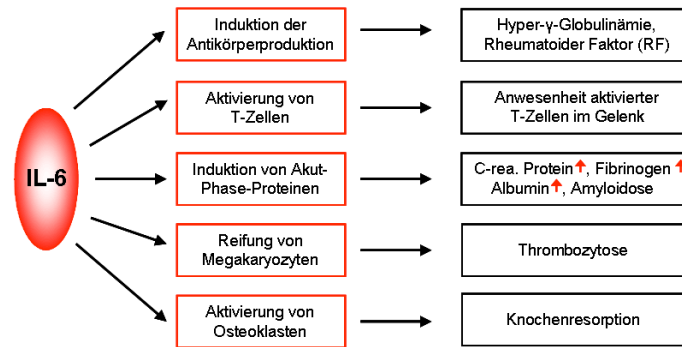 Induktion der
Antikörperproduktion
Hyper-γ-Globulinämie,
Rheumatoider Faktor (RF)
Aktivierung von
T-Zellen
Anwesenheit aktivierter
T-Zellen im Gelenk
IL-6
Induktion von Akut-
Phase-Proteinen
C-rea. Protein↑, Fibrinogen↑
Albumin↑, Amyloidose
Reifung von
Megakaryozyten
Thrombozytose
Aktivierung von
Osteoklasten
Knochenresorption